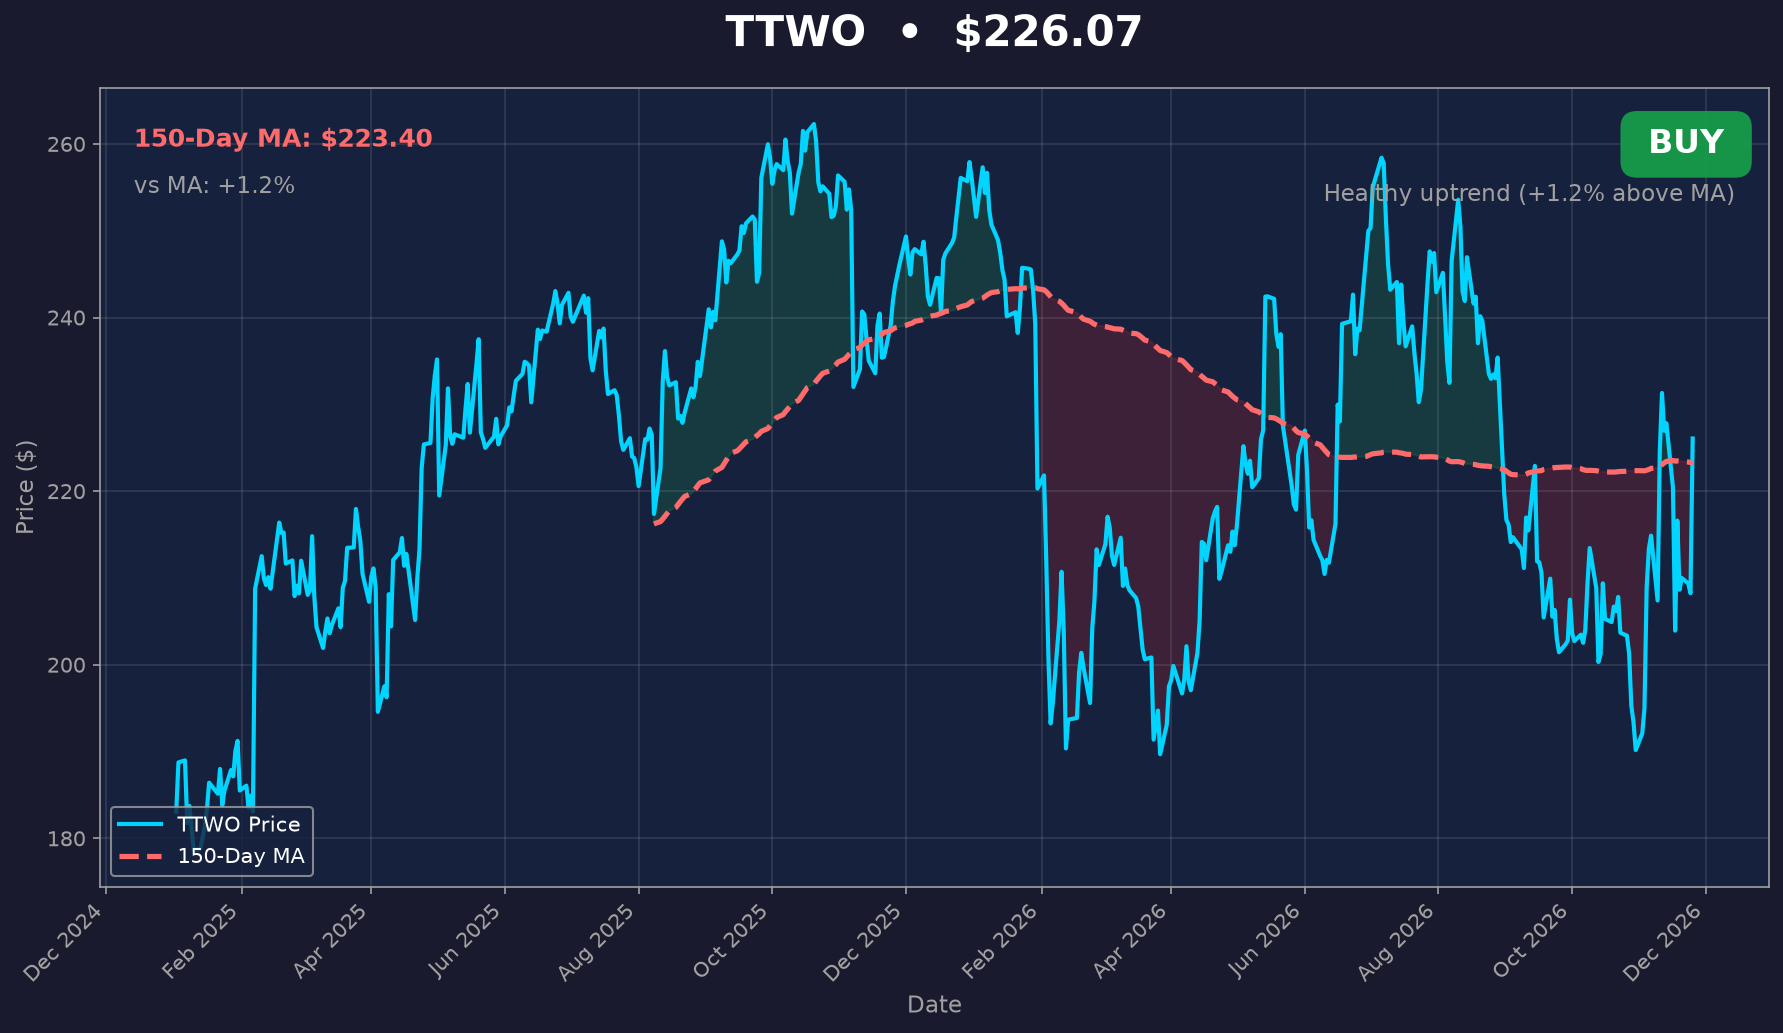 TTWO • $226.07
150-Day MA: $223.40
vs MA: +1.2%
BUY
Healthy uptrend (+1.2% above MA)
Price ($)
260
240
220
200
180
TTWO Price
150-Day MA
Dec 2024
Feb 2025
Apr 2025
Jun 2025
Aug 2025
Oct 2025
Dec 2025
Feb 2026
Apr 2026
Jun 2026
Aug 2026
Oct 2026
Dec 2026
Date